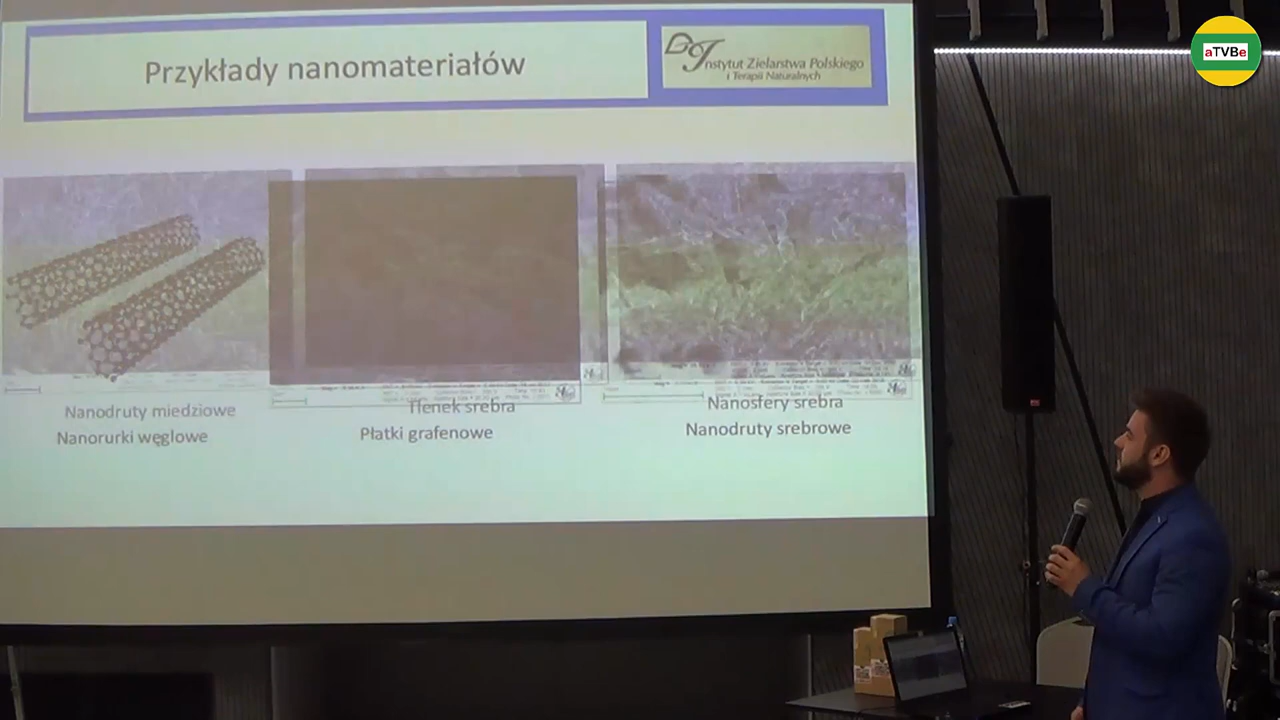 Przykłady nanomateriałów
Instytut Zielarstwa Polskiego
i Terapii Naturalnych
aTVBe
Nanodruty miedziowe
Tlenek srebra
Nanosfery srebra
Nanorurki węglowe
Płatki grafenowe
Nanodruty srebrowe